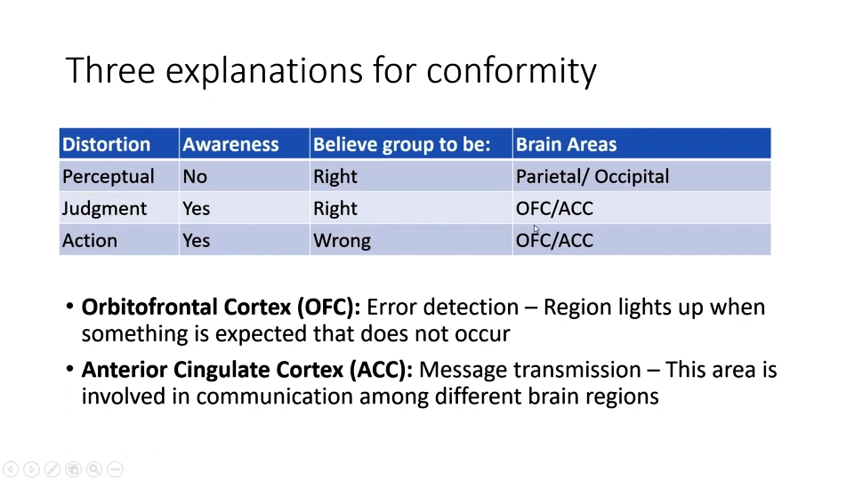 Three explanations for conformity
Distortion Awareness Believe group to be: Brain Areas
Perceptual No Right Parietal/ Occipital
Judgment Yes Right OFC/ACC
Action Yes Wrong OFC/ACC
• Orbitofrontal Cortex (OFC): Error detection – Region lights up when
something is expected that does not occur
• Anterior Cingulate Cortex (ACC): Message transmission – This area is
involved in communication among different brain regions